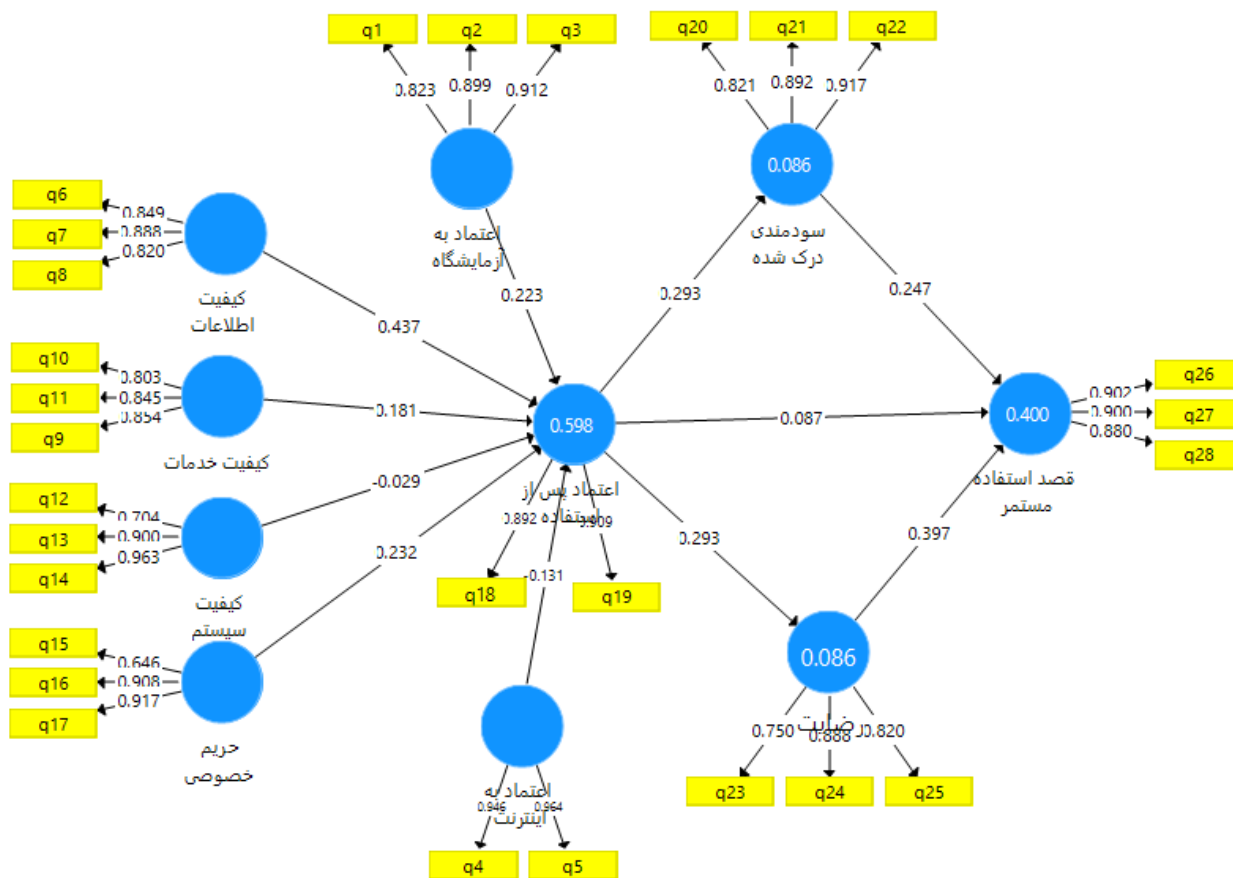 q1
q2
q3
q20
q21
q22
0.823
0.899
0.912
0.821
0.892
0.917
0.086
q6
q7
q8
0.849
0.888
0.820
اعتماد به
آزمایشگاه
سودمندی
درک شده
کیفیت
اطلاعات
0.223
0.293
0.247
0.437
q10
q11
q9
0.803
0.845
0.854
کیفیت خدمات
0.181
0.598
0.087
0.400
q26
q27
q28
0.902
0.900
0.880
قصد استفاده
مستمر
اعتماد پس از
استفاده
0.892
0.909
q12
q13
q14
0.704
0.900
0.963
کیفیت
سیستم
-0.029
0.232
-0.131
0.293
0.397
q18
q19
q15
q16
q17
0.646
0.908
0.917
حریم
خصوصی
0.086
رضایت
0.750
0.888
0.820
q23
q24
q25
اعتماد به
اینترنت
0.946
0.964
q4
q5